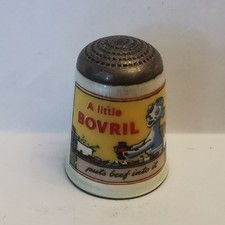 A little
BOVRIL
puts beef into it